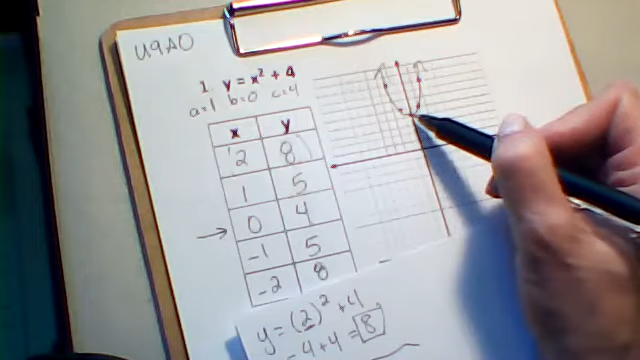 U9A0
1. y = x² + 4
a=1 b=0 c=4
x y
2 8
1 5
0 4
-1 5
-2 8
y = (2)² + 4
4+4 = 8